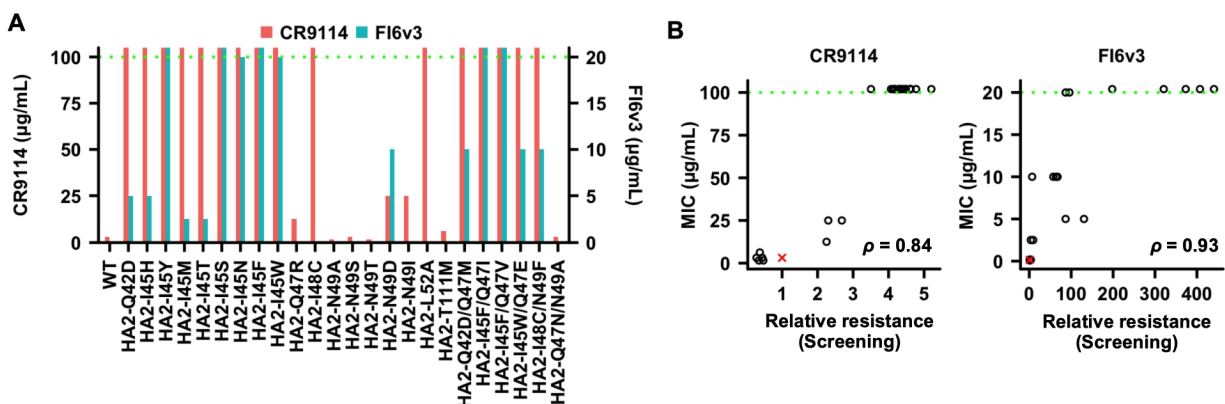 A
CR9114 FI6v3
CR9114 (µg/mL)
100
75
50
25
0
20
15
10
5
0
FI6v3 (µg/mL)
WT
HA2-Q42D
HA2-I45H
HA2-I45Y
HA2-I45M
HA2-I45T
HA2-I45S
HA2-I45N
HA2-I45F
HA2-I45W
HA2-Q47R
HA2-I48C
HA2-N49A
HA2-N49S
HA2-N49T
HA2-N49D
HA2-N49I
HA2-L52A
HA2-T111M
HA2-Q42D/Q47M
HA2-I45F/Q47I
HA2-I45F/Q47V
HA2-I45W/Q47E
HA2-I48C/N49F
HA2-Q47N/N49A
B
CR9114
MIC (µg/mL)
100
75
50
25
0
ρ = 0.84
1 2 3 4 5
Relative resistance
(Screening)
FI6v3
MIC (µg/mL)
20
15
10
5
0
ρ = 0.93
0 100 200 300 400
Relative resistance
(Screening)